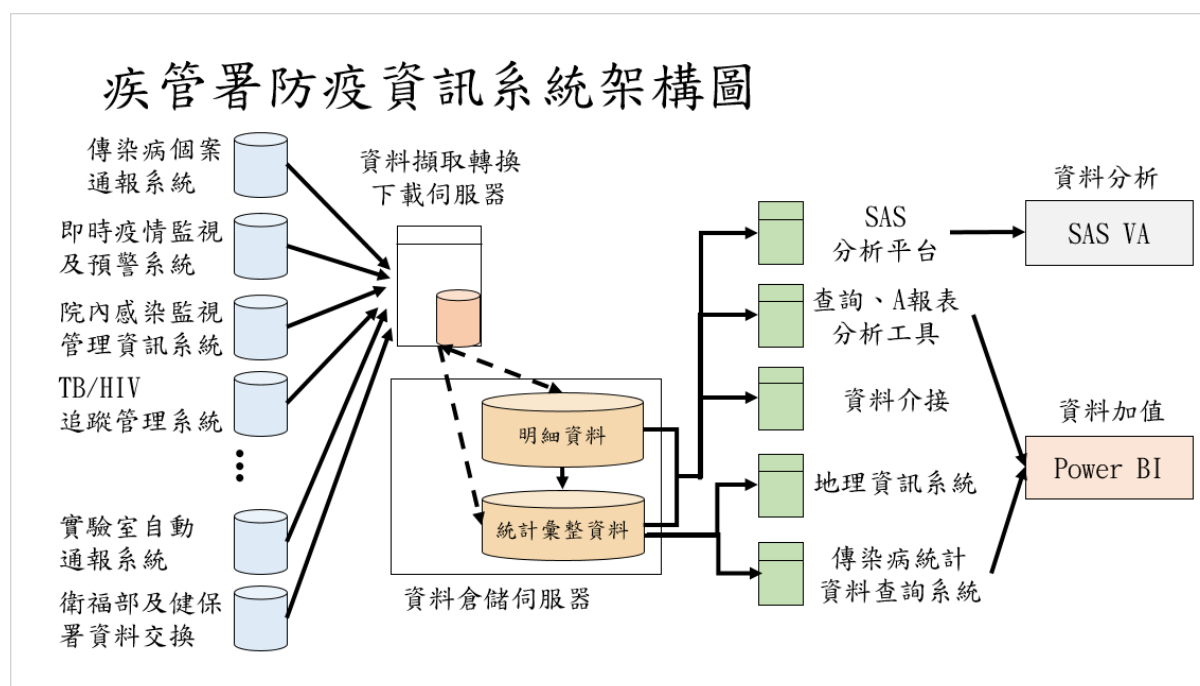 疾管署防疫資訊系統架構圖
傳染病個案
通報系統
即時疫情監視
及預警系統
院內感染監視
管理資訊系統
TB/HIV
追蹤管理系統
實驗室自動
通報系統
衛福部及健保
署資料交換
資料擷取轉換
下載伺服器
明細資料
統計彙整資料
資料倉儲伺服器
SAS
分析平台
查詢、A報表
分析工具
資料介接
地理資訊系統
傳染病統計
資料查詢系統
資料分析
SAS VA
資料加值
Power BI